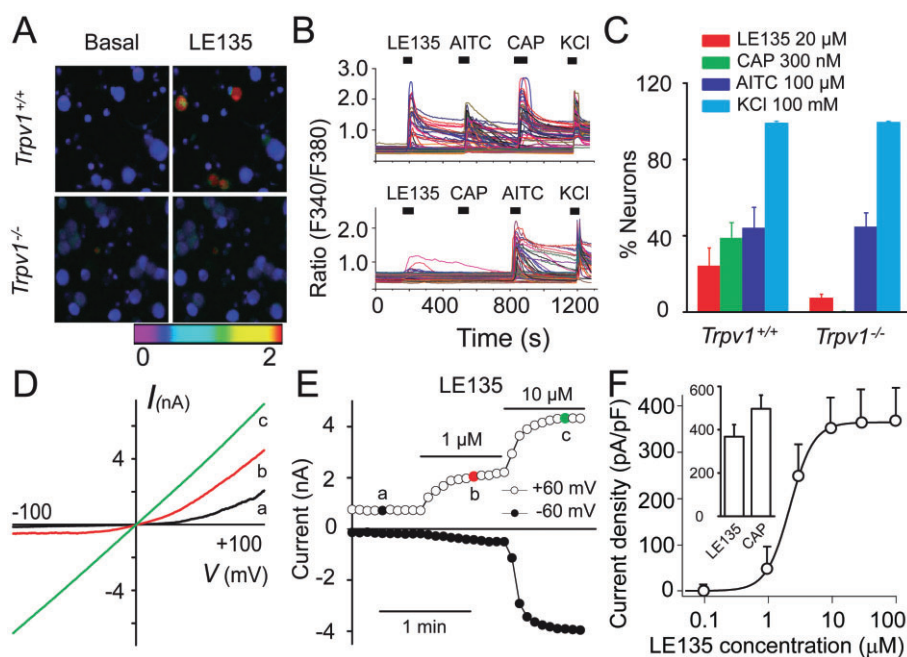 A
Basal
LE135
Trpv1+/+
Trpv1-/-
0
2
B
LE135
AITC
CAP
KCl
3.0
2.0
1.0
LE135
CAP
AITC
KCl
2.0
1.0
0
400
800
1200
Ratio (F340/F380)
Time (s)
C
LE135 20 µM
CAP 300 nM
AITC 100 µM
KCl 100 mM
120
80
40
0
% Neurons
Trpv1+/+
Trpv1-/-
D
I (nA)
c
4
b
a
-100
+100
V (mV)
-4
E
LE135
10 µM
1 µM
4
2
0
-2
-4
a
b
c
+60 mV
-60 mV
Current (nA)
1 min
F
600
400
200
0
LE135
CAP
400
300
200
100
0
Current density (pA/pF)
0.1
1
10
100
LE135 concentration (µM)